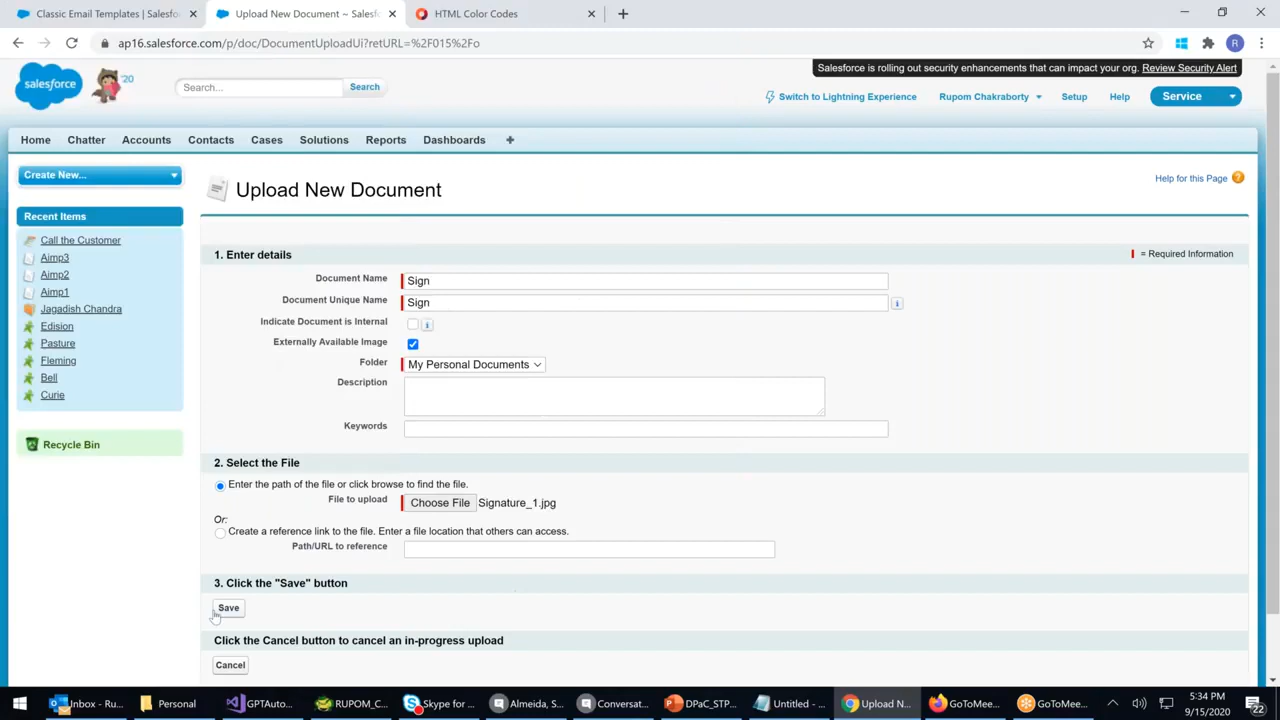 Classic Email Templates | Salesfo
Upload New Document ~ Salesf
HTML Color Codes
ap16.salesforce.com/p/doc/DocumentUploadUi?retURL=%2F015%2Fo
R
salesforce
'20
Search...
Search
Salesforce is rolling out security enhancements that can impact your org. Review Security Alert
Switch to Lightning Experience
Rupom Chakraborty
Setup
Help
Service
Home Chatter Accounts Contacts Cases Solutions Reports Dashboards +
Create New...
Recent Items
Call the Customer
Aimp3
Aimp2
Aimp1
Jagadish Chandra
Edision
Pasture
Fleming
Bell
Curie
Recycle Bin
Upload New Document
Help for this Page ?
1. Enter details
= Required Information
Document Name Sign
Document Unique Name Sign
Indicate Document is Internal
Externally Available Image
Folder My Personal Documents
Description
Keywords
2. Select the File
Enter the path of the file or click browse to find the file.
File to upload Choose File Signature_1.jpg
Or:
Create a reference link to the file. Enter a file location that others can access.
Path/URL to reference
3. Click the "Save" button
Save
Click the Cancel button to cancel an in-progress upload
Cancel
Inbox - Ru...
Personal
GPTAuto...
RUPOM_C...
Skype for ...
Almeida, S...
Conversat...
DPaC_STP...
Untitled - ...
Upload N...
GoToMee...
GoToMee...
5:34 PM
9/15/2020
22